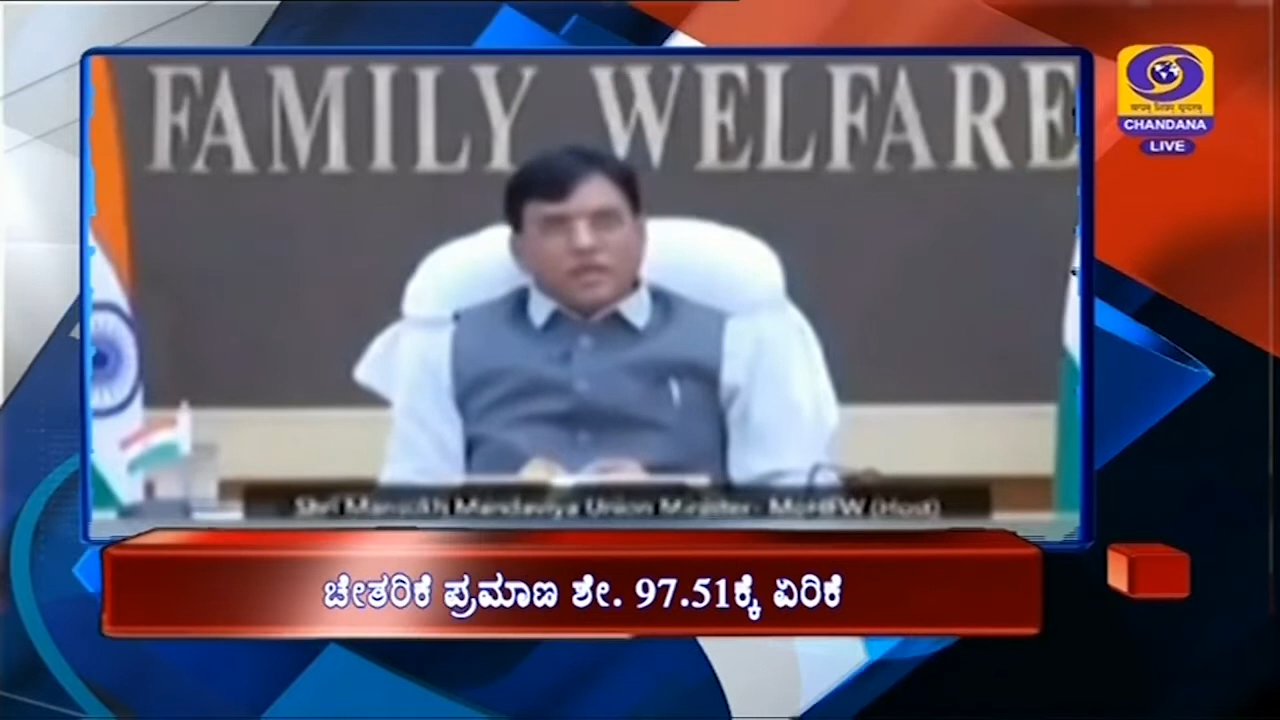 FAMILY WELFARE
CHANDANA
LIVE
Shri Mansukh Mandaviya Union Minister- MoHFW (Host)
ಚೇತರಿಕೆ ಪ್ರಮಾಣ ಶೇ. 97.51ಕ್ಕೆ ಏರಿಕೆ